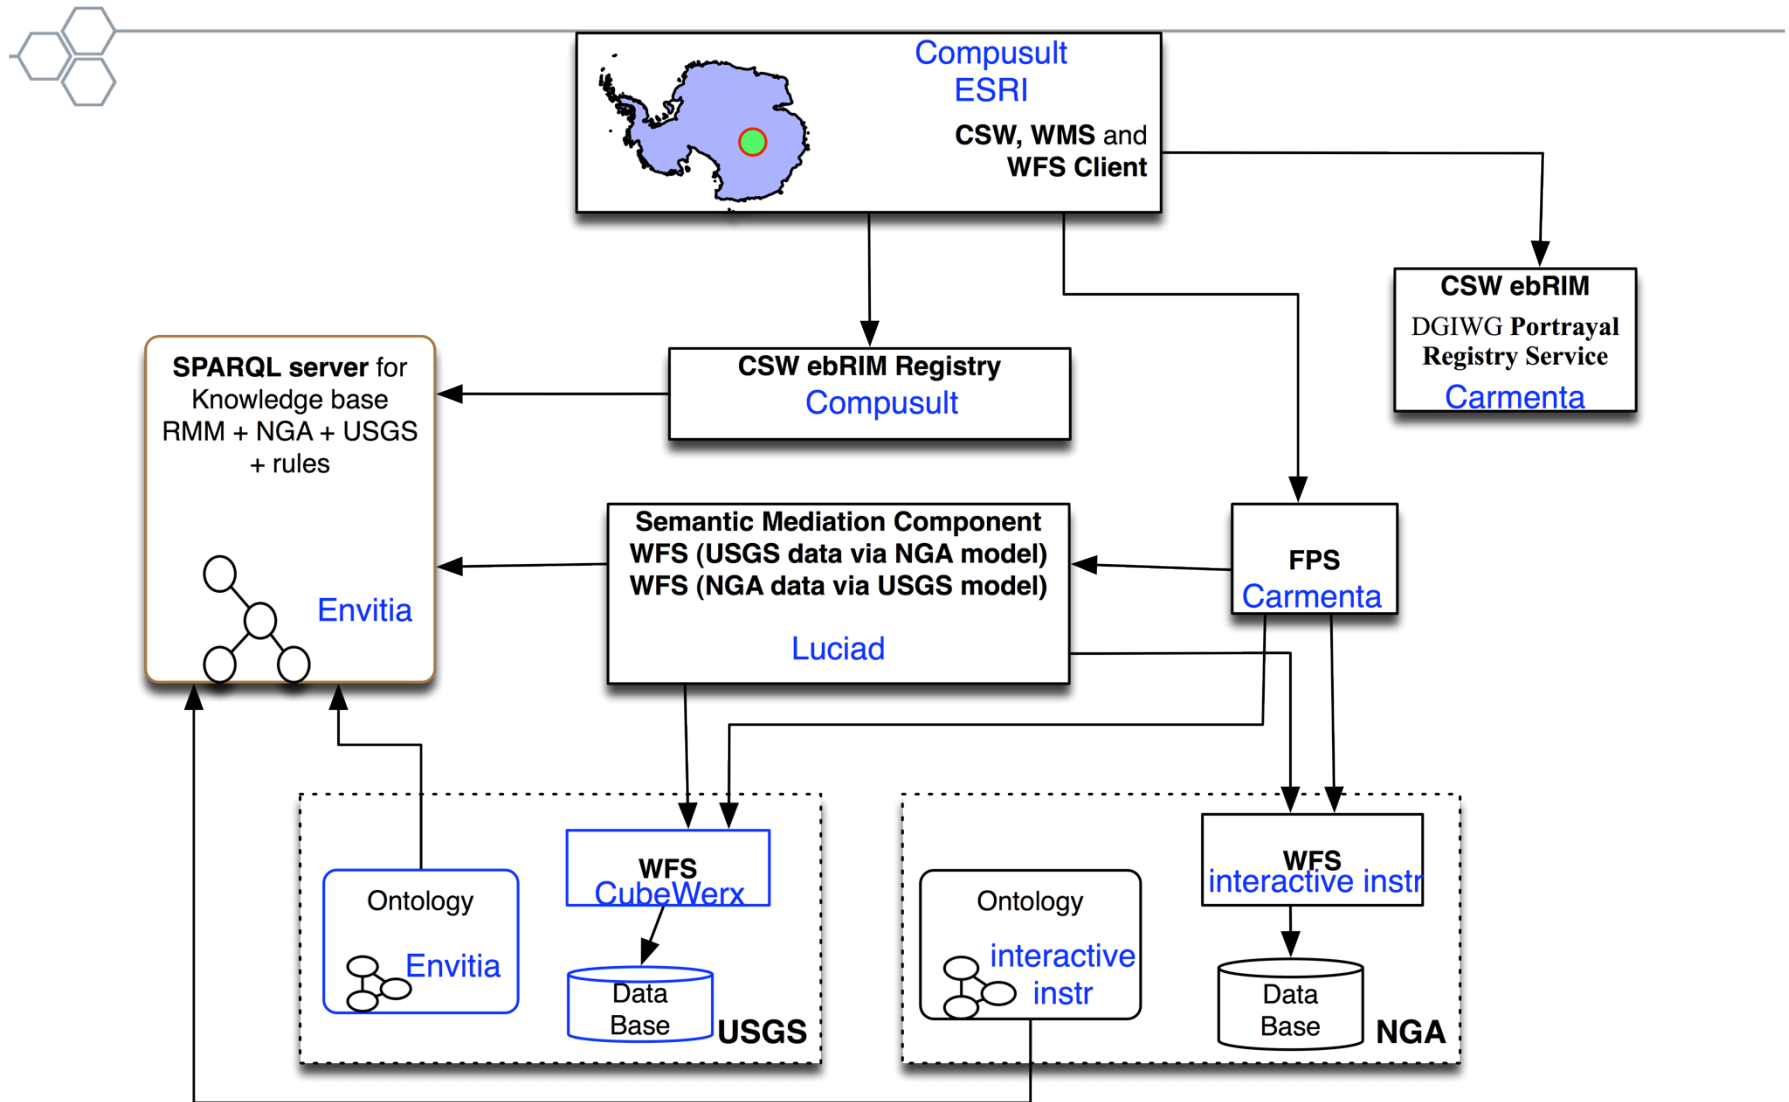 Compusult
ESRI
CSW, WMS and
WFS Client
CSW ebRIM
DGIWG Portrayal
Registry Service
Carmenta
CSW ebRIM Registry
Compusult
SPARQL server for
Knowledge base
RMM + NGA + USGS
+ rules
Envitia
Semantic Mediation Component
WFS (USGS data via NGA model)
WFS (NGA data via USGS model)
Luciad
FPS
Carmenta
WFS
CubeWerx
Ontology
Envitia
Data
Base
USGS
WFS
interactive instr
Ontology
interactive
instr
Data
Base
NGA